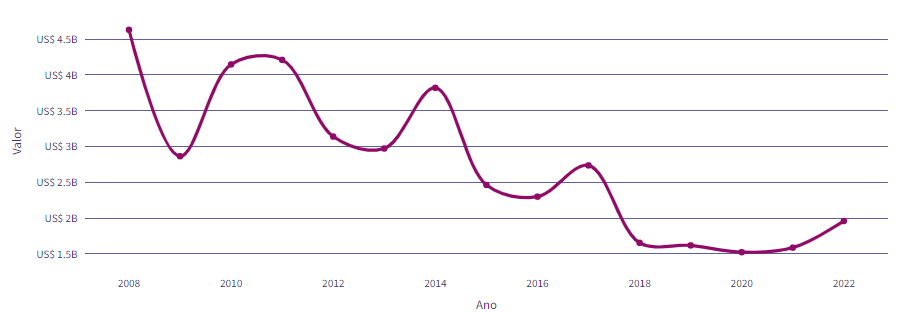 US$ 4.5B
US$ 4B
US$ 3.5B
US$ 3B
US$ 2.5B
US$ 2B
US$ 1.5B
Valor
2008 2010 2012 2014 2016 2018 2020 2022
Ano